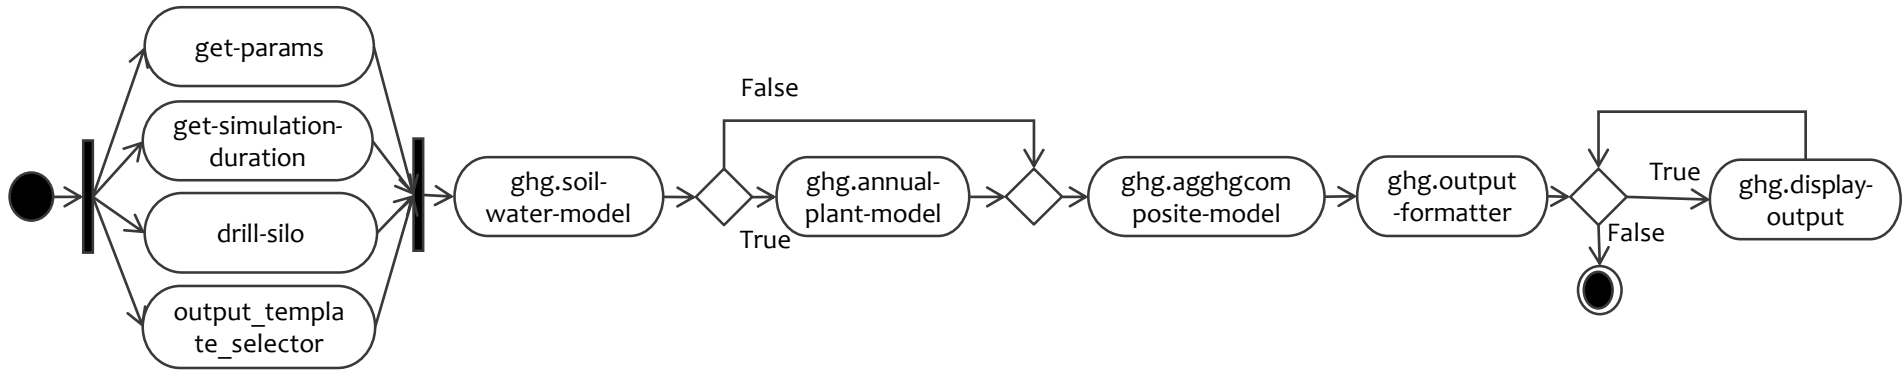 get-params
get-simulation-
duration
drill-silo
output_templa
te_selector
ghg.soil-
water-model
False
True
ghg.annual-
plant-model
ghg.agghgcom
posite-model
ghg.output
-formatter
True
False
ghg.display-
output